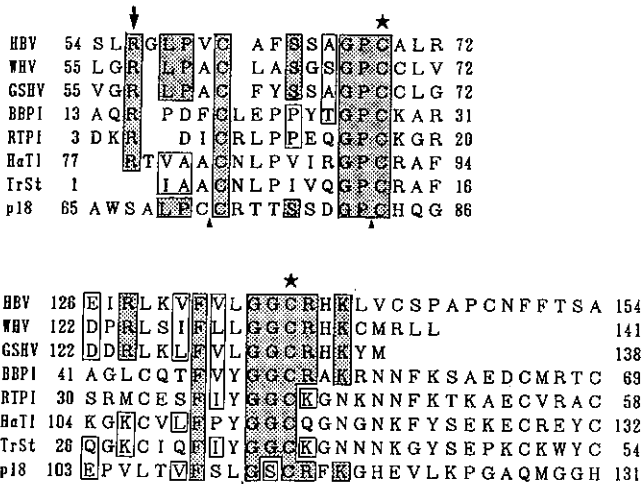 HBV 54 S L R G L P V C A F S S A G P C A L R 72
WHV 55 L G R L P A C L A S G S G P C C L V 72
GSHV 55 V G R L P A C F Y S S A G P C C L G 72
BBPI 13 A Q R P D F C L E P P Y T G P C K A R 31
RTPI 3 D K R D I C R L P P E Q G P C K G R 20
HaTI 77 R T V A A C N L P V I R G P C R A F 94
TrSt 1 I A A C N L P I V Q G P C R A F 16
p18 65 A W S A L P C C R T T S S D G P C H Q G 86
HBV 126 E I R L K V F V L G G C R H K L V C S P A P C N F F T S A 154
WHV 122 D P R L S I F L L G G C R H K C M R L L 141
GSHV 122 D D R L K L F V L G G C R H K Y M 138
BBPI 41 A G L C Q T F V Y G G C R A K R N N F K S A E D C M R T C 69
RTPI 30 S R M C E S F I Y G G C K G N K N N F K T K A E C V R A C 58
HaTI 104 K G K C V L F P Y G G C Q G N G N K F Y S E K E C R E Y C 132
TrSt 26 Q G K C I Q F I Y G G C K G N N N K G Y S E P K C K W Y C 54
p18 103 E P V L T V F S L G S C R F K G H E V L K P G A Q M G G H 131